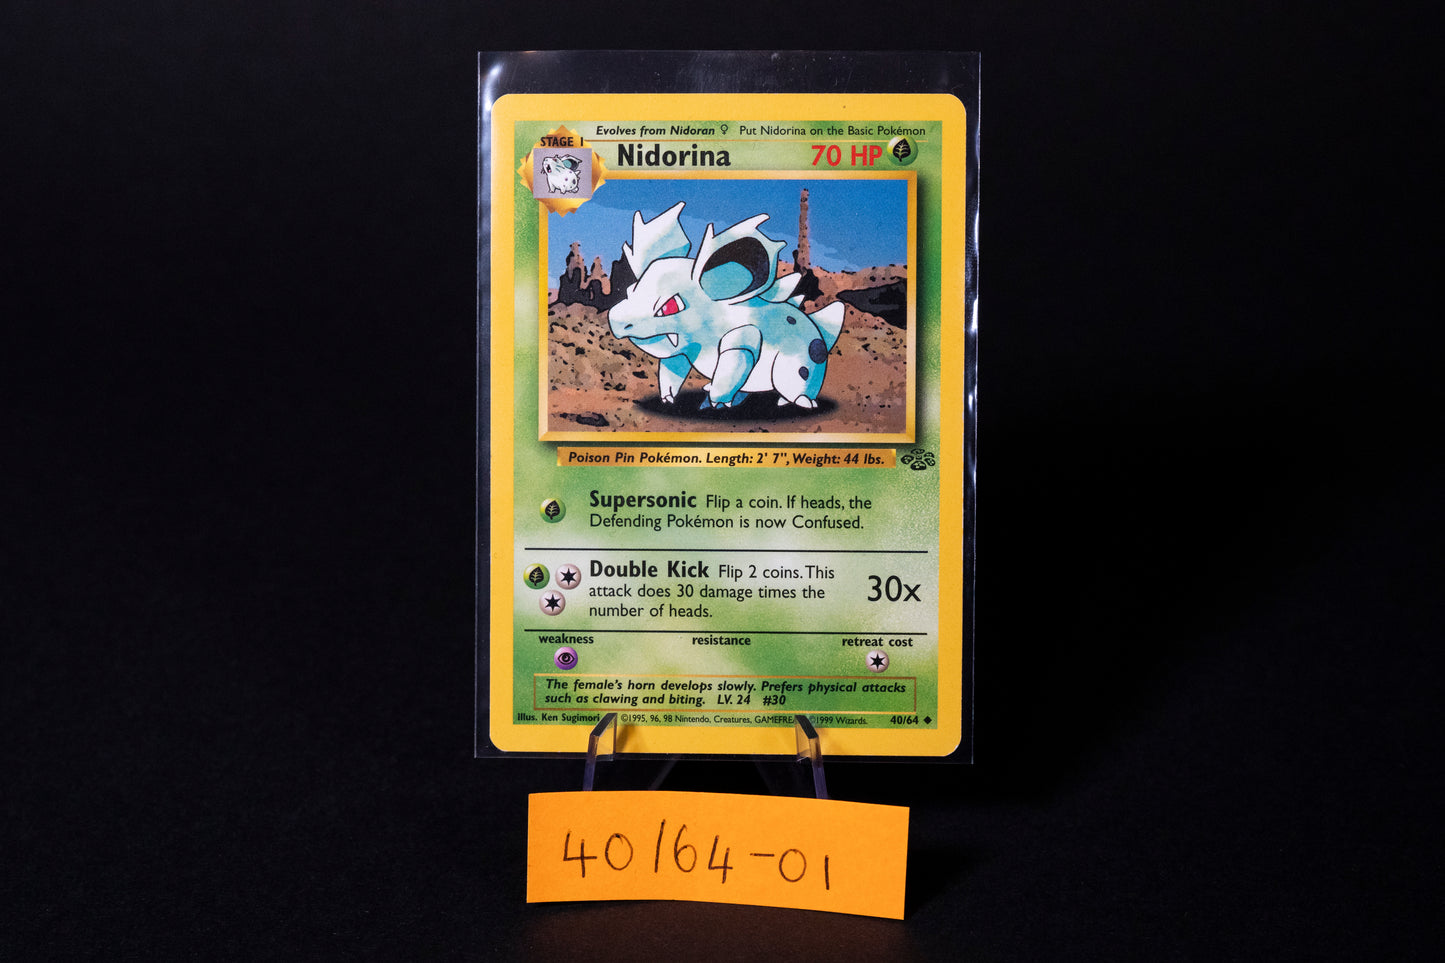 Evolves from Nidoran ♀ Put Nidorina on the Basic Pokémon
STAGE 1
Nidorina 70 HP
Poison Pin Pokémon. Length: 2' 7", Weight: 44 lbs.
Supersonic Flip a coin. If heads, the
Defending Pokémon is now Confused.
Double Kick Flip 2 coins. This
attack does 30 damage times the
number of heads.
30x
weakness resistance retreat cost
The female's horn develops slowly. Prefers physical attacks
such as clawing and biting. LV. 24 #30
Illus. Ken Sugimori ©1995, 96, 98 Nintendo, Creatures, GAMEFREA ©1999 Wizards. 40/64
40/64-01